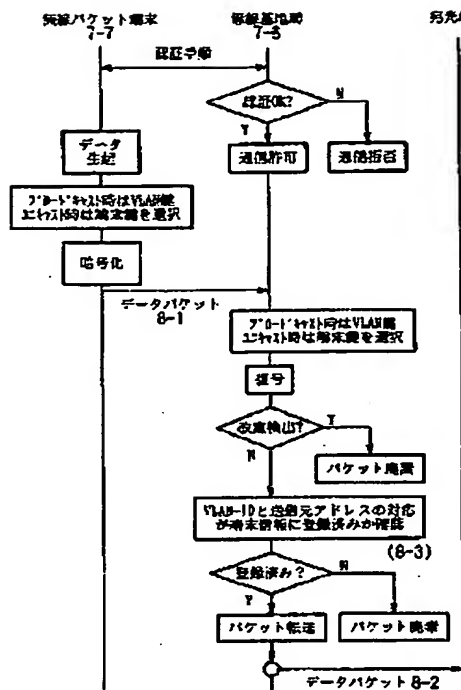 無線パケット端末
7-7
無線基地局
7-5
宛先
認証手順
認証OK?
N
Y
データ
生起
通信許可
通信拒否
ブロードキャスト時はVLAN鍵
ユニキャスト時は端末鍵を選択
暗号化
データパケット
8-1
ブロードキャスト時はVLAN鍵
ユニキャスト時は端末鍵を選択
復号
改竄検出?
Y
N
パケット廃棄
VLAN-IDと送信元アドレスの対応
が端末情報に登録済みか確認
(8-3)
登録済み?
N
Y
パケット転送
パケット廃棄
データパケット 8-2